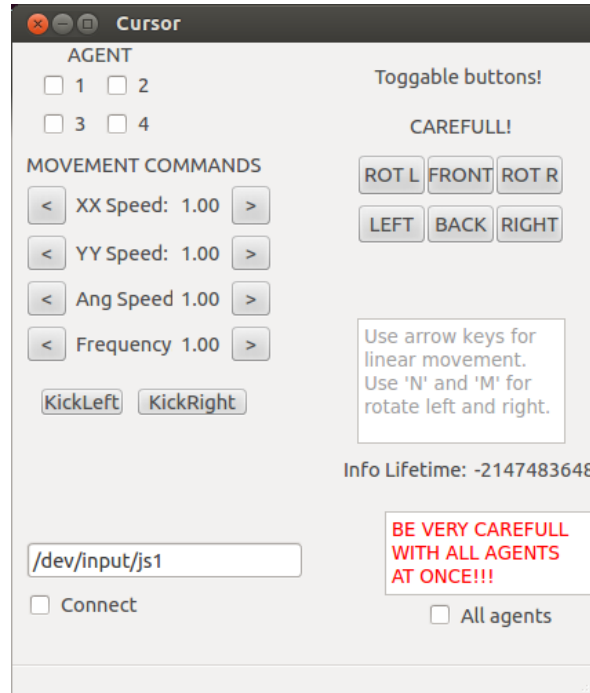 Cursor
AGENT
1 2
3 4
Toggable buttons!
CAREFULL!
MOVEMENT COMMANDS
< XX Speed: 1.00 >
< YY Speed: 1.00 >
< Ang Speed 1.00 >
< Frequency 1.00 >
ROT L FRONT ROT R
LEFT BACK RIGHT
Use arrow keys for
linear movement.
Use 'N' and 'M' for
rotate left and right.
KickLeft KickRight
Info Lifetime: -2147483648
BE VERY CAREFULL
WITH ALL AGENTS
AT ONCE!!!
/dev/input/js1
Connect
All agents